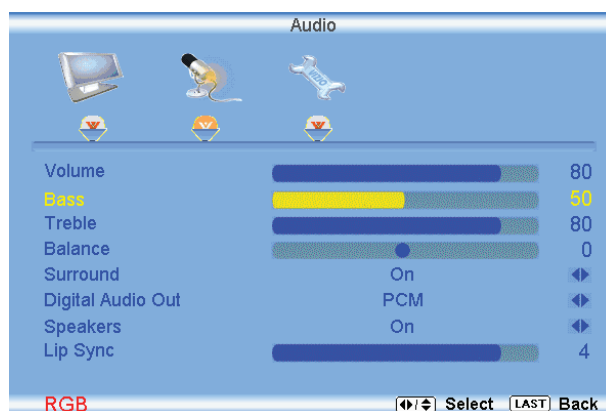 Audio
VIZIO
Volume 80
Bass 50
Treble 80
Balance 0
Surround On
Digital Audio Out PCM
Speakers On
Lip Sync 4
RGB / Select LAST Back